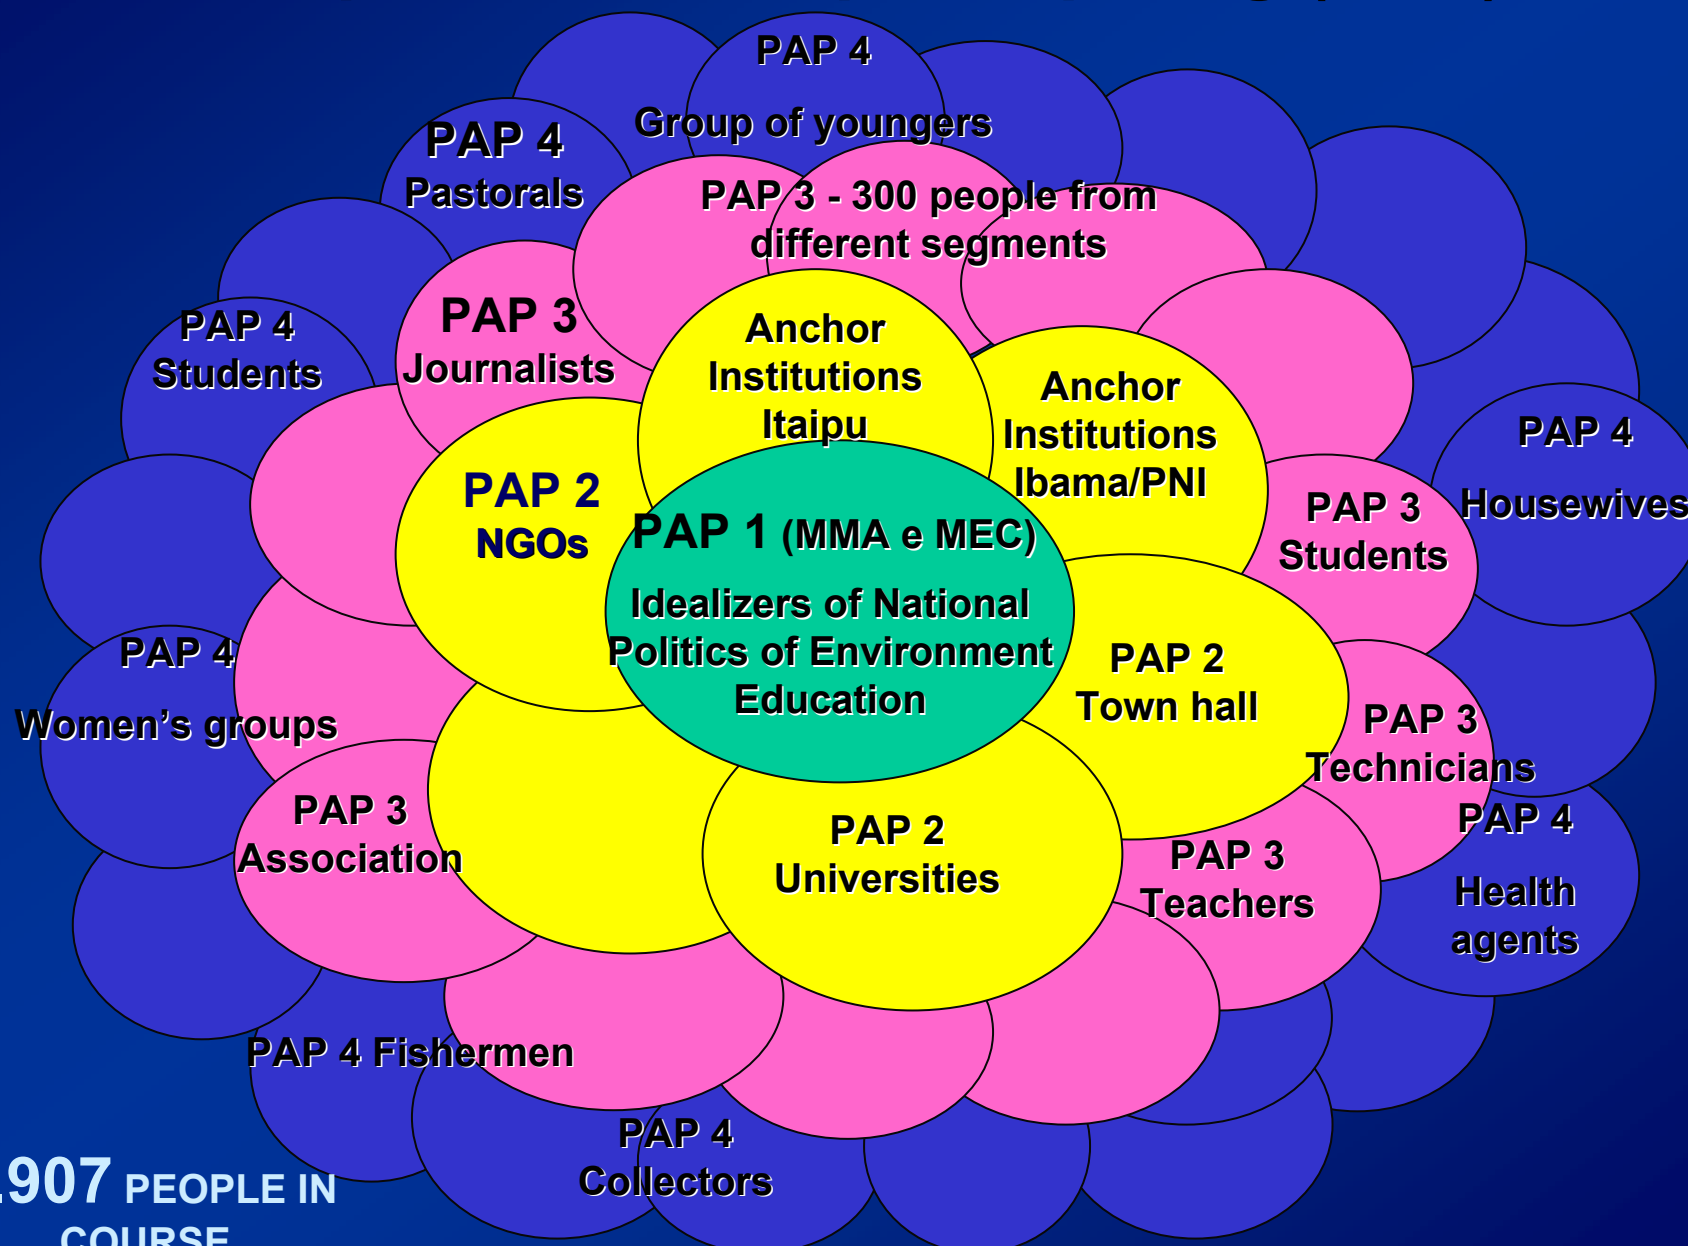 PAP 4
Group of youngers
PAP 4
Pastorals
PAP 3 - 300 people from
different segments
PAP 3
Journalists
PAP 4
Students
Anchor
Institutions
Itaipu
Anchor
Institutions
Ibama/PNI
PAP 4
Housewives
PAP 2
NGOs
PAP 1 (MMA e MEC)
Idealizers of National
Politics of Environment
Education
PAP 3
Students
PAP 4
Women’s groups
PAP 2
Town hall
PAP 3
Technicians
PAP 3
Association
PAP 2
Universities
PAP 3
Teachers
PAP 4
Health
agents
PAP 4 Fishermen
PAP 4
Collectors
907 PEOPLE IN
COURSE